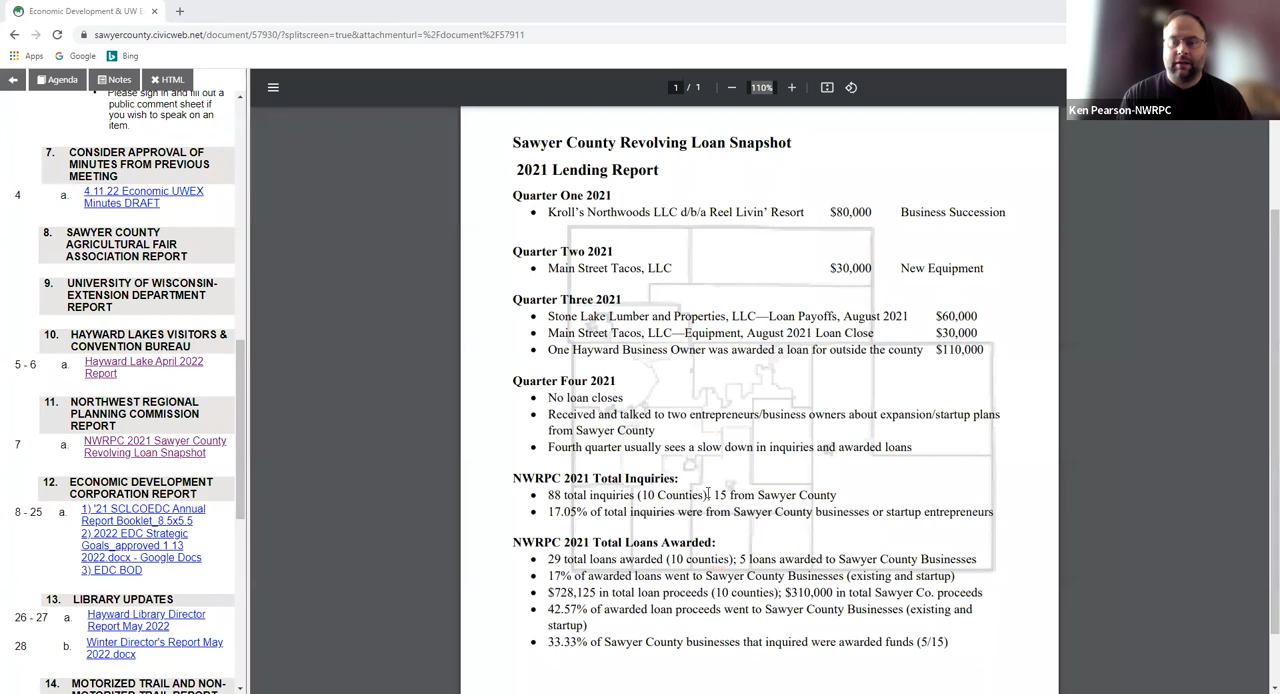 Economic Development & UW E
sawyercounty.civicweb.net/document/57930/?splitscreen=true&attachmenturl=%2Fdocument%2F57911
Apps Google Bing
Agenda Notes HTML
1 / 1 110%
Ken Pearson-NWRPC
Please sign in and fill out a
public comment sheet if
you wish to speak on an
item.
7. CONSIDER APPROVAL OF
MINUTES FROM PREVIOUS
MEETING
4 a. 4.11.22 Economic UWEX
Minutes DRAFT
8. SAWYER COUNTY
AGRICULTURAL FAIR
ASSOCIATION REPORT
9. UNIVERSITY OF WISCONSIN-
EXTENSION DEPARTMENT
REPORT
10. HAYWARD LAKES VISITORS &
CONVENTION BUREAU
5 - 6 a. Hayward Lake April 2022
Report
11. NORTHWEST REGIONAL
PLANNING COMMISSION
REPORT
7 a. NWRPC 2021 Sawyer County
Revolving Loan Snapshot
12. ECONOMIC DEVELOPMENT
CORPORATION REPORT
8 - 25 a. 1) '21 SCLCOEDC Annual
Report Booklet_8.5x5.5
2) 2022 EDC Strategic
Goals_approved 1 13
2022.docx - Google Docs
3) EDC BOD
13. LIBRARY UPDATES
26 - 27 a. Hayward Library Director
Report May 2022
28 b. Winter Director's Report May
2022.docx
14. MOTORIZED TRAIL AND NON-
MOTORIZED TRAIL REPORT
Sawyer County Revolving Loan Snapshot
2021 Lending Report
Quarter One 2021
• Kroll's Northwoods LLC d/b/a Reel Livin' Resort $80,000 Business Succession
Quarter Two 2021
• Main Street Tacos, LLC $30,000 New Equipment
Quarter Three 2021
• Stone Lake Lumber and Properties, LLC—Loan Payoffs, August 2021 $60,000
• Main Street Tacos, LLC—Equipment, August 2021 Loan Close $30,000
• One Hayward Business Owner was awarded a loan for outside the county $110,000
Quarter Four 2021
• No loan closes
• Received and talked to two entrepreneurs/business owners about expansion/startup plans
from Sawyer County
• Fourth quarter usually sees a slow down in inquiries and awarded loans
NWRPC 2021 Total Inquiries:
• 88 total inquiries (10 Counties); 15 from Sawyer County
• 17.05% of total inquiries were from Sawyer County businesses or startup entrepreneurs
NWRPC 2021 Total Loans Awarded:
• 29 total loans awarded (10 counties); 5 loans awarded to Sawyer County Businesses
• 17% of awarded loans went to Sawyer County Businesses (existing and startup)
• $728,125 in total loan proceeds (10 counties); $310,000 in total Sawyer Co. proceeds
• 42.57% of awarded loan proceeds went to Sawyer County Businesses (existing and
startup)
• 33.33% of Sawyer County businesses that inquired were awarded funds (5/15)